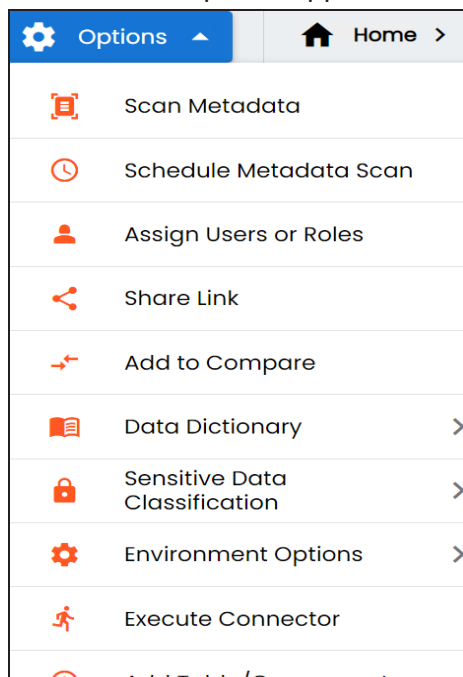 Options
Home >
Scan Metadata
Schedule Metadata Scan
Assign Users or Roles
Share Link
Add to Compare
Data Dictionary
Sensitive Data
Classification
Environment Options
Execute Connector